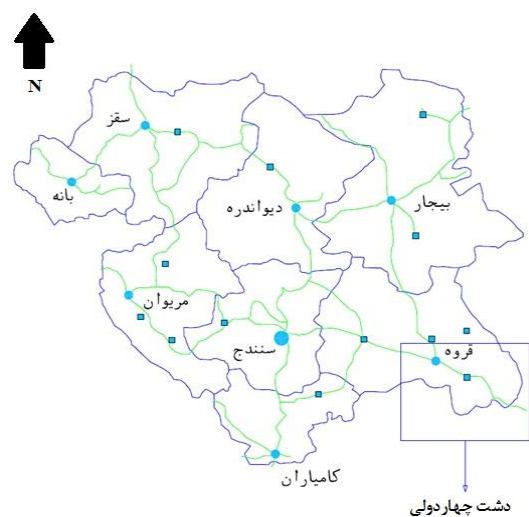 N
سقز
بانه
دیواندره
بیجار
مریوان
سنندج
قروه
کامیاران
دشت چهاردولی